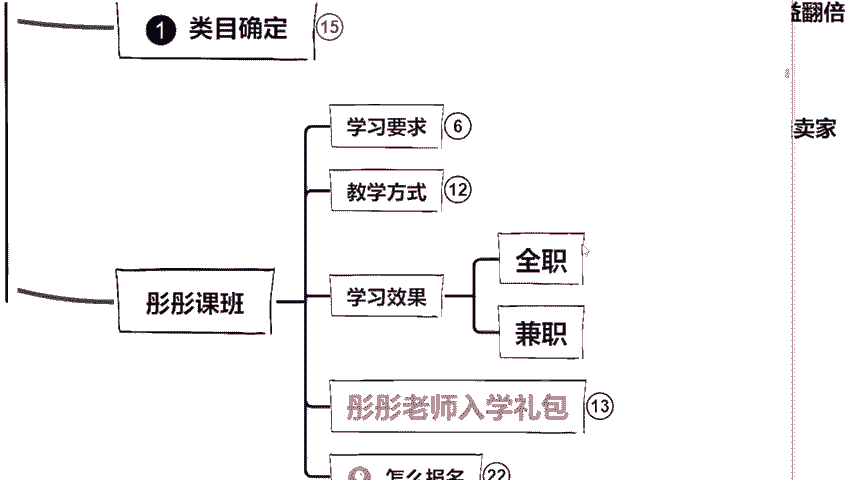 益翻倍
1 类目确定 15
卖家
学习要求 6
教学方式 12
彤彤课班
学习效果
全职
兼职
彤彤老师入学礼包 13
怎么报名 22